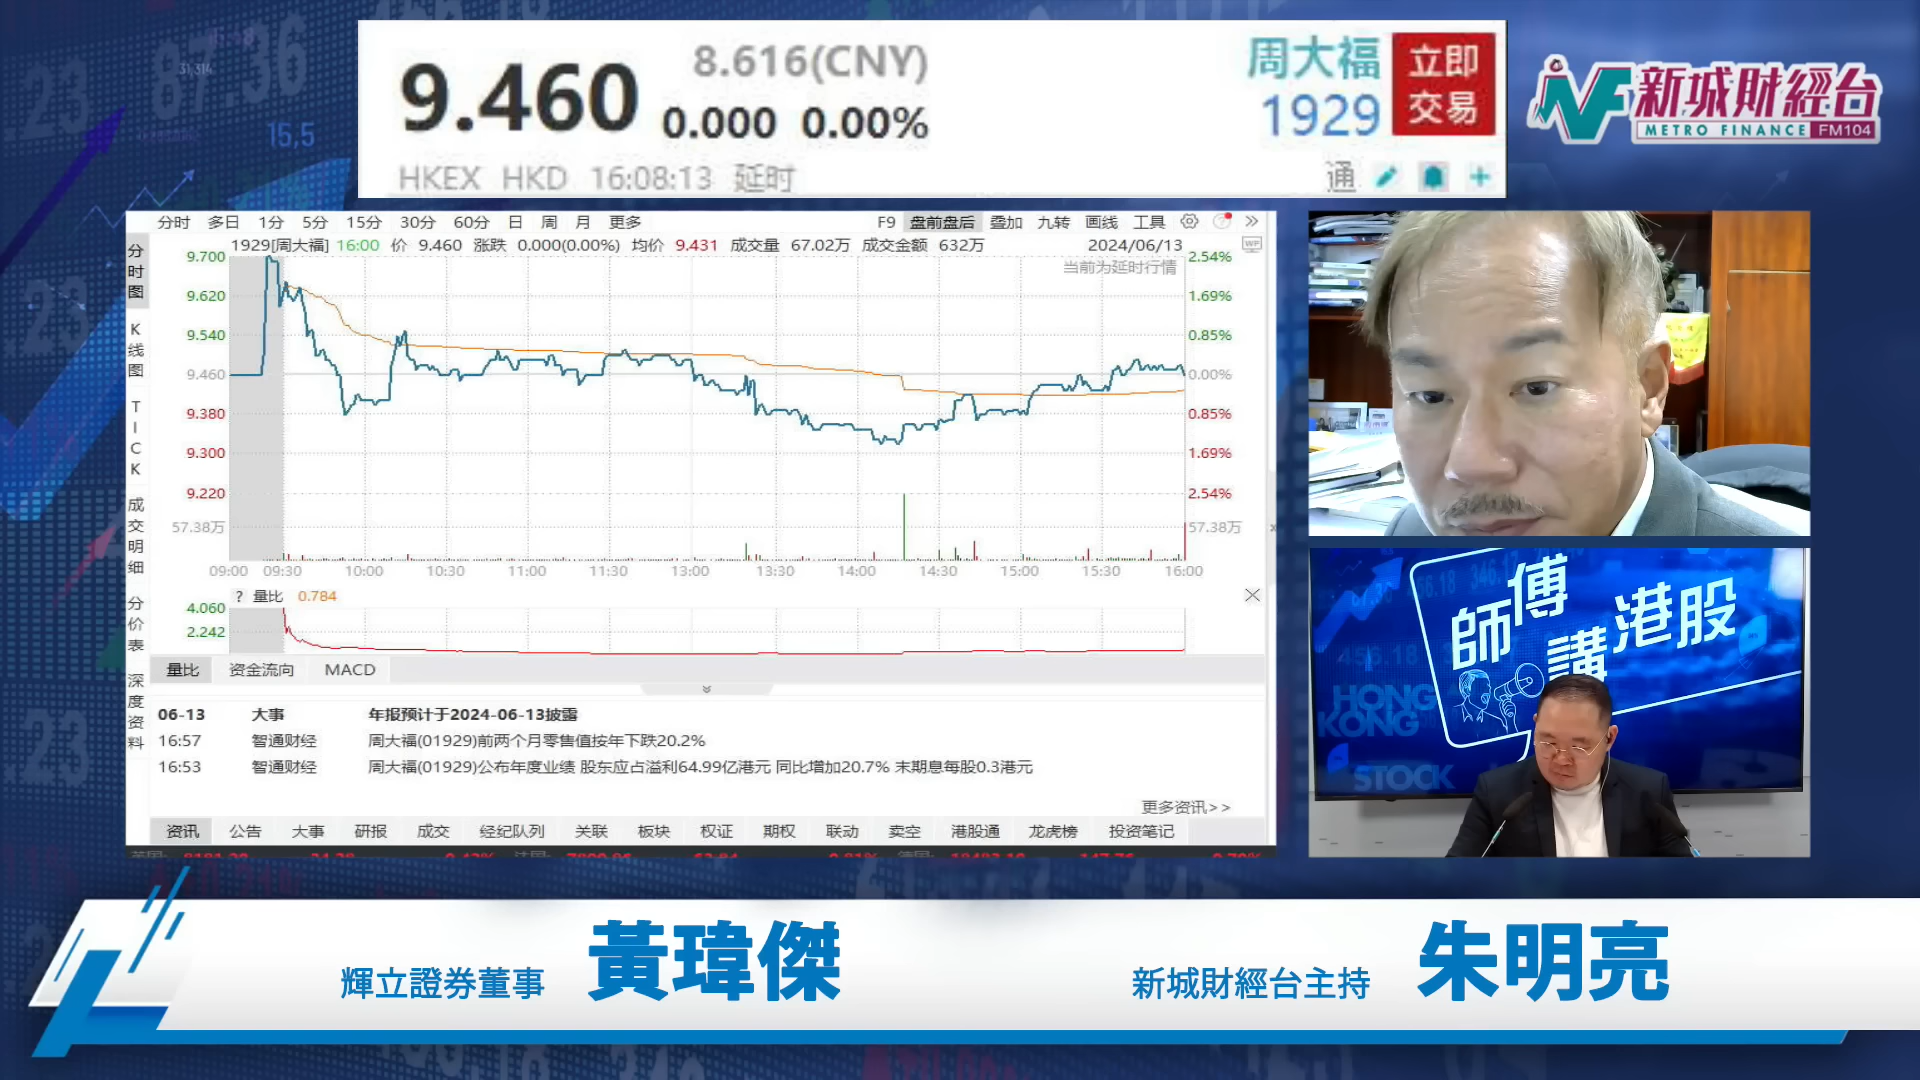 9.460
8.616(CNY)
0.000 0.00%
HKEX HKD 16:08:13 延时
周大福
1929
立即
交易
通
新城財經台
METRO FINANCE FM104
分时 多日 1分 5分 15分 30分 60分 日 周 月 更多
F9 盘前盘后 叠加 九转 画线 工具
1929[周大福] 16:00 价 9.460 涨跌 0.000(0.00%) 均价 9.431 成交量 67.02万 成交金额 632万
2024/06/13
当前为延时行情
分时图
K线图
TICK
成交明细
分价表
深度资料
9.700 2.54%
9.620 1.69%
9.540 0.85%
9.460 0.00%
9.380 0.85%
9.300 1.69%
9.220 2.54%
57.38万 57.38万
09:00 09:30 10:00 10:30 11:00 11:30 13:00 13:30 14:00 14:30 15:00 15:30 16:00
? 量比 0.784
4.060
2.242
量比 资金流向 MACD
06-13 大事 年报预计于2024-06-13披露
16:57 智通财经 周大福(01929)前两个月零售值按年下跌20.2%
16:53 智通财经 周大福(01929)公布年度业绩 股东应占溢利64.99亿港元 同比增加20.7% 末期息每股0.3港元
更多资讯>>
资讯 公告 大事 研报 成交 经纪队列 关联 板块 权证 期权 联动 卖空 港股通 龙虎榜 投资笔记
師傅
講港股
HONG
KONG
STOCK
輝立證券董事 黃瑋傑
新城財經台主持 朱明亮